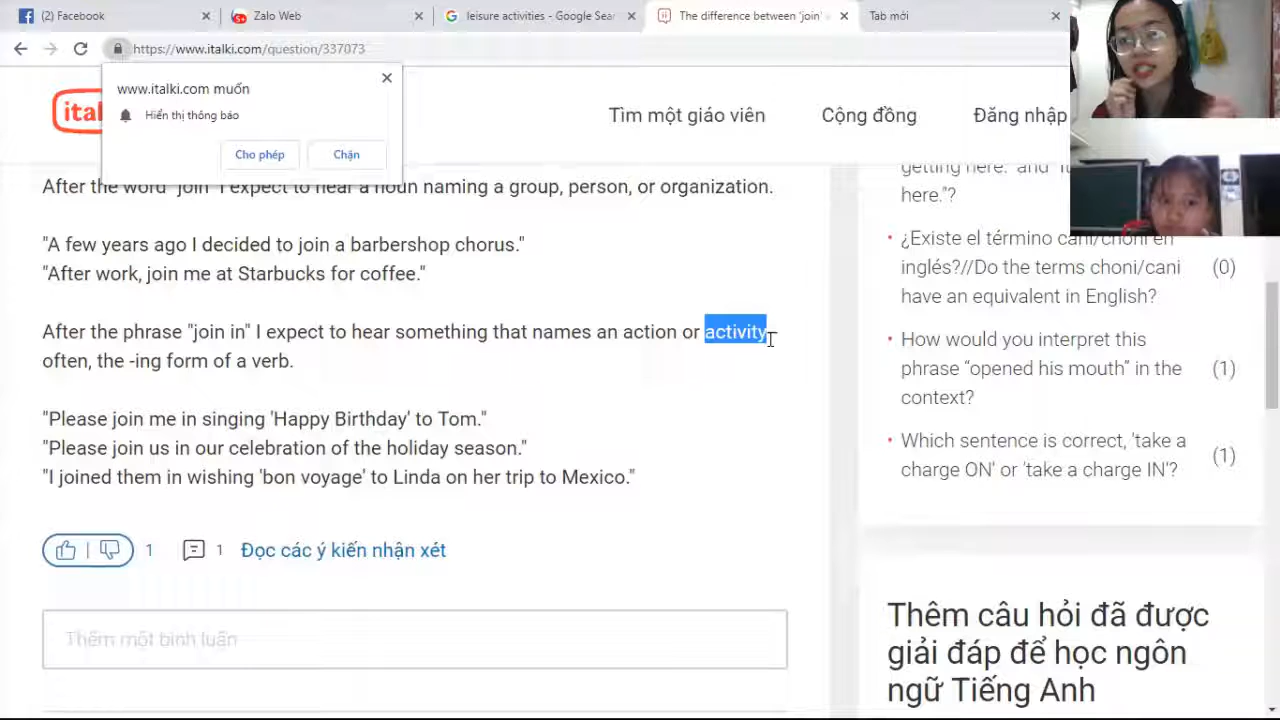 (2) Facebook
Zalo Web
leisure activities - Google Sear
The difference between 'join'
Tab mới
https://www.italki.com/question/337073
www.italki.com muốn
Hiển thị thông báo
Cho phép
Chặn
ital
Tìm một giáo viên
Cộng đồng
Đăng nhập
After the word "join" I expect to hear a noun naming a group, person, or organization.
"A few years ago I decided to join a barbershop chorus."
"After work, join me at Starbucks for coffee."
After the phrase "join in" I expect to hear something that names an action or activity
often, the -ing form of a verb.
"Please join me in singing 'Happy Birthday' to Tom."
"Please join us in our celebration of the holiday season."
"I joined them in wishing 'bon voyage' to Linda on her trip to Mexico."
1
1
Đọc các ý kiến nhận xét
Thêm một bình luận
getting here." and
here."?
¿Existe el término cani/choni en
inglés?//Do the terms choni/cani
have an equivalent in English?
(0)
How would you interpret this
phrase “opened his mouth” in the
context?
(1)
Which sentence is correct, 'take a
charge ON' or 'take a charge IN'?
(1)
Thêm câu hỏi đã được
giải đáp để học ngôn
ngữ Tiếng Anh